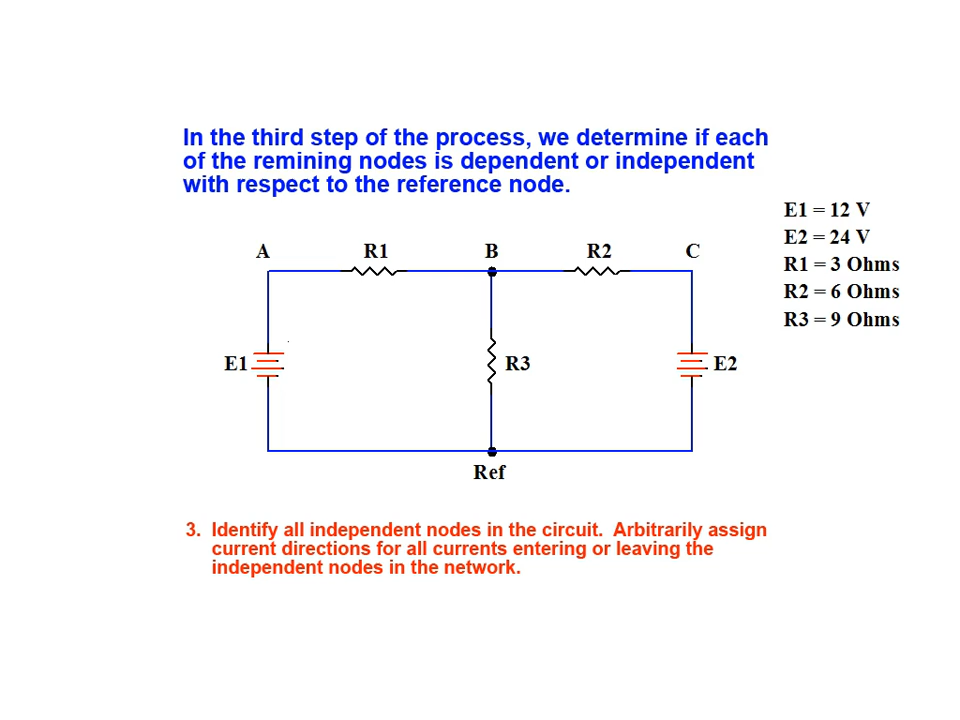 In the third step of the process, we determine if each
of the remining nodes is dependent or independent
with respect to the reference node.
E1 = 12 V
E2 = 24 V
R1 = 3 Ohms
R2 = 6 Ohms
R3 = 9 Ohms
A R1 B R2 C
E1 R3 E2
Ref
3. Identify all independent nodes in the circuit. Arbitrarily assign
current directions for all currents entering or leaving the
independent nodes in the network.